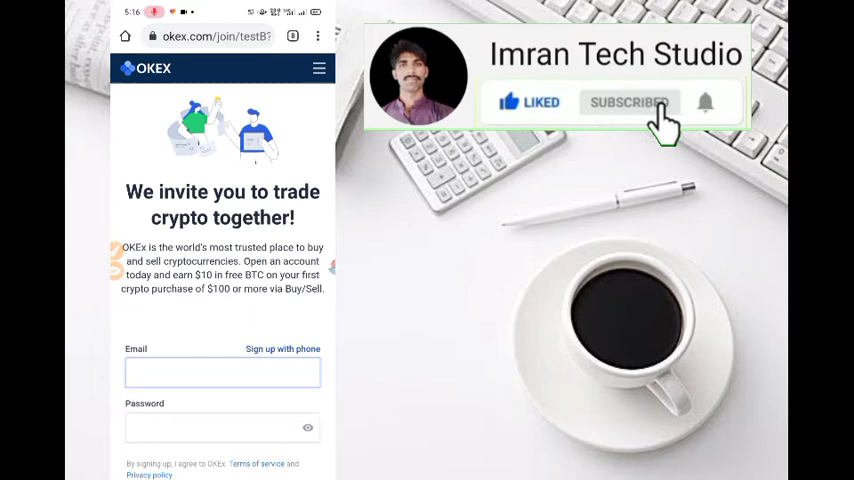 5:16
okex.com/join/testB?
8
OKEX
We invite you to trade
crypto together!
OKEx is the world's most trusted place to buy
and sell cryptocurrencies. Open an account
today and earn $10 in free BTC on your first
crypto purchase of $100 or more via Buy/Sell.
Email
Sign up with phone
Password
By signing up, I agree to OKEx Terms of service and
Privacy policy
Imran Tech Studio
LIKED
SUBSCRIBED